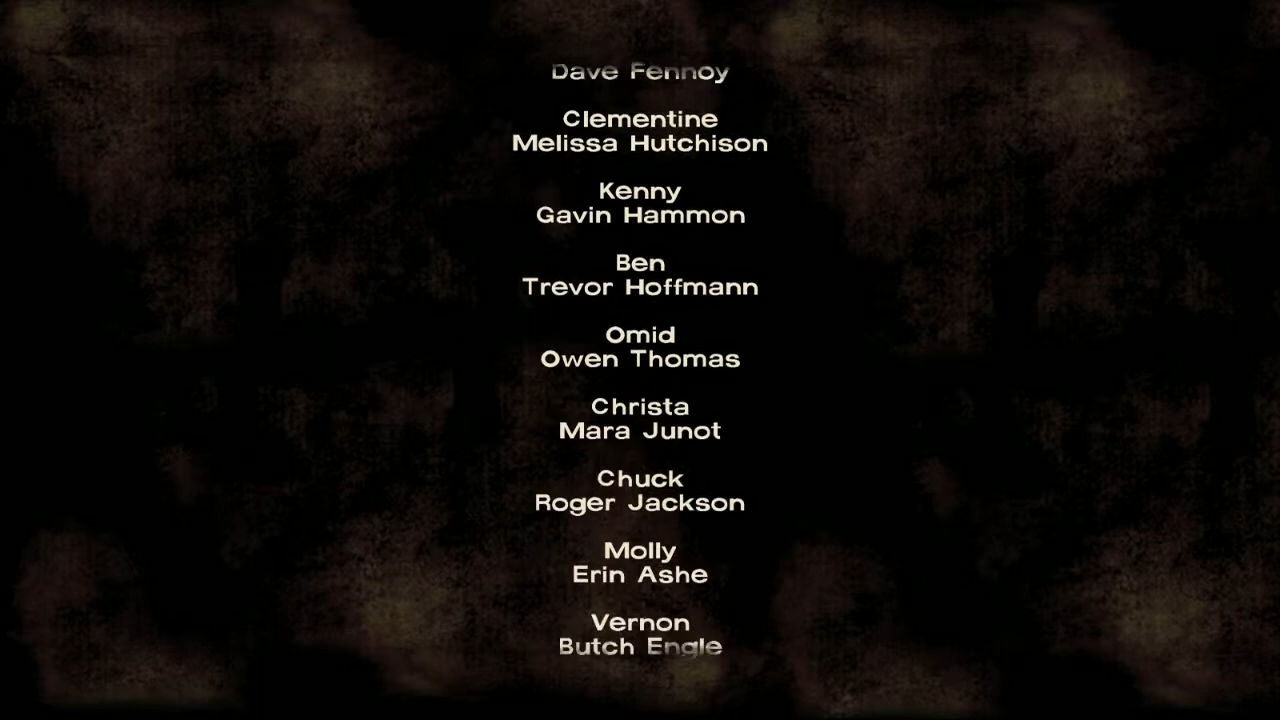 Dave Fennoy
Clementine
Melissa Hutchison
Kenny
Gavin Hammon
Ben
Trevor Hoffmann
Omid
Owen Thomas
Christa
Mara Junot
Chuck
Roger Jackson
Molly
Erin Ashe
Vernon
Butch Engle